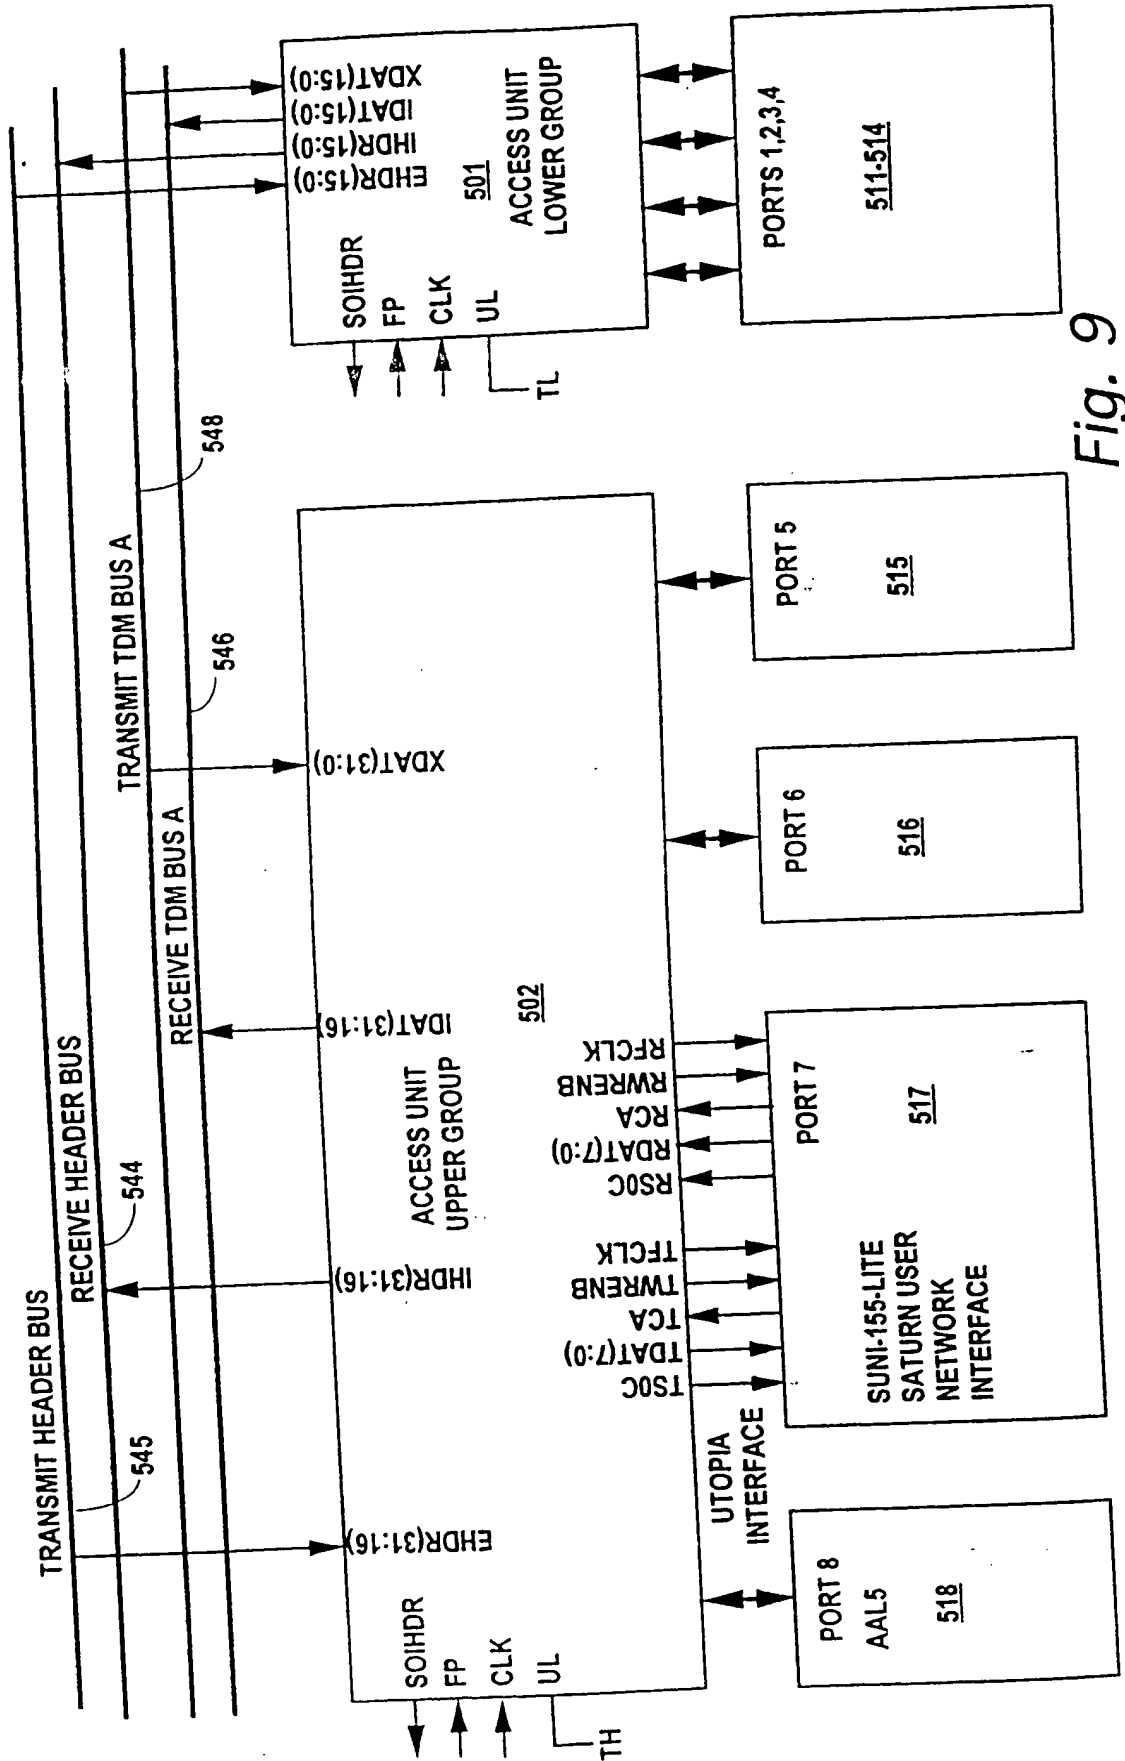 TRANSMIT HEADER BUS
545
RECEIVE HEADER BUS
544
TRANSMIT TDM BUS A
548
RECEIVE TDM BUS A
546
EHDR(31:16)
IHDR(31:16)
IDAT(31:16)
XDAT(31:0)
SOIHDR
FP
CLK
UL
TH
ACCESS UNIT
UPPER GROUP
502
EHDR(15:0)
IHDR(15:0)
IDAT(15:0)
XDAT(15:0)
SOIHDR
FP
CLK
UL
TL
501
ACCESS UNIT
LOWER GROUP
UTOPIA
INTERFACE
TSOC
TDAT(7:0)
TCA
TWRENB
TFCLK
RSOC
RDAT(7:0)
RCA
RWRENB
RFCLK
PORT 8
AAL5
518
PORT 7
517
SUNI-155-LITE
SATURN USER
NETWORK
INTERFACE
PORT 6
516
PORT 5
515
PORTS 1,2,3,4
511-514
Fig. 9